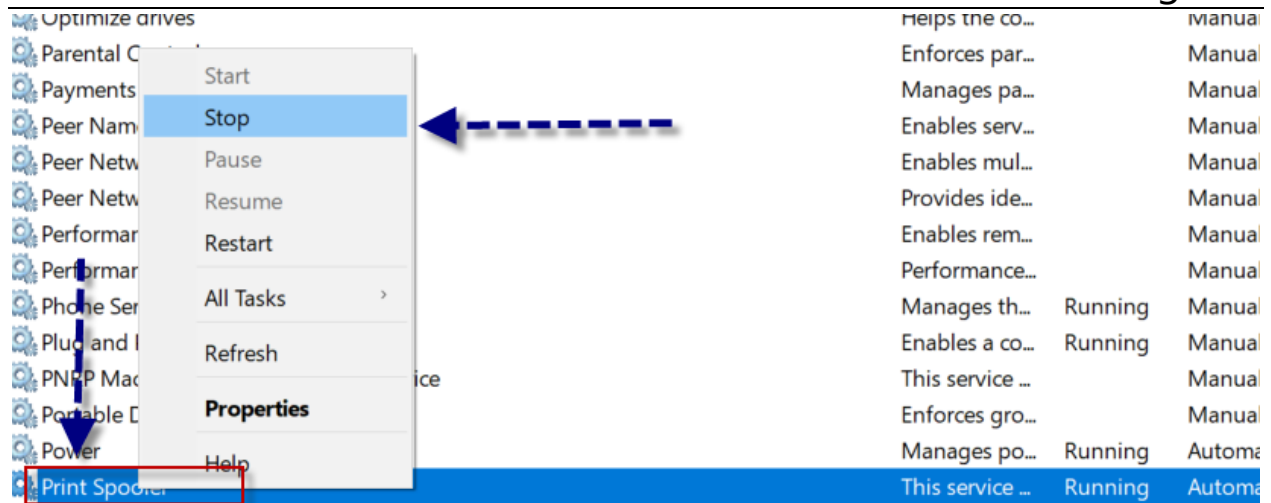 Optimize drives Helps the co... Manual
Parental C Enforces par... Manual
Start
Payments Manages pa... Manual
Stop
Peer Nam Enables serv... Manual
Pause
Peer Netw Enables mul... Manual
Resume
Peer Netw Provides ide... Manual
Restart
Performan Enables rem... Manual
Performan Performance... Manual
All Tasks >
Phone Ser Manages th... Running Manual
Refresh
Plug and Enables a co... Running Manual
PNRP Mac ice This service ... Manual
Properties
Portable D Enforces gro... Manual
Power Manages po... Running Automa
Help
Print Spooler This service ... Running Automa